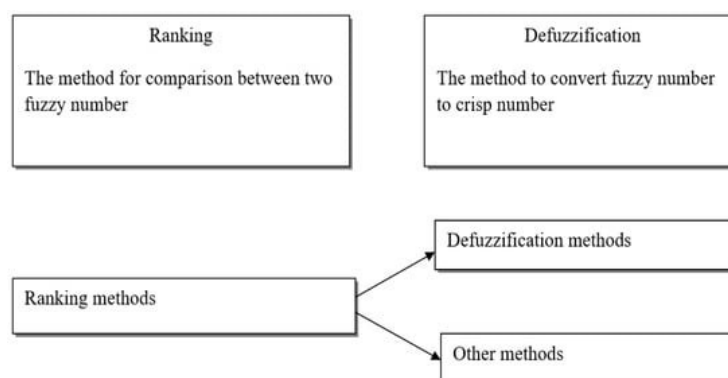 Ranking
The method for comparison between two
fuzzy number
Defuzzification
The method to convert fuzzy number
to crisp number
Defuzzification methods
Ranking methods
Other methods